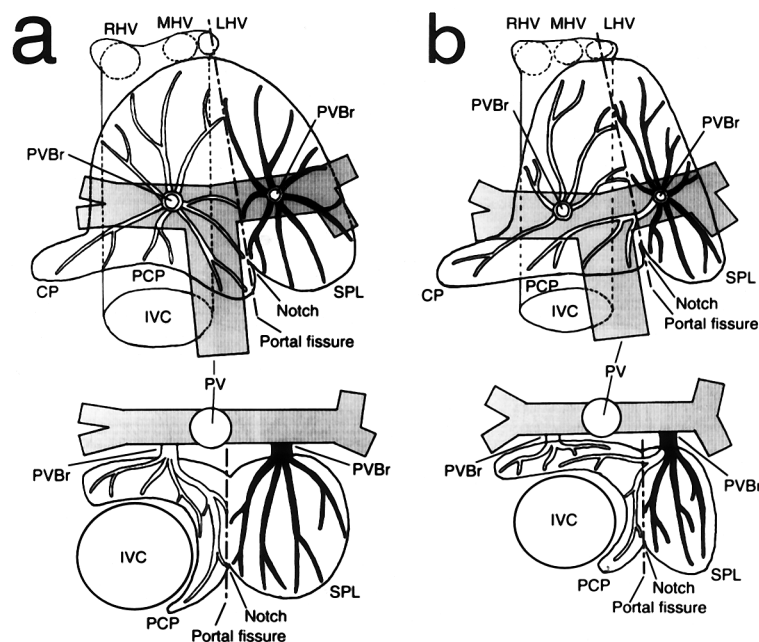 a
RHV
MHV
LHV
PVBr
PVBr
CP
PCP
IVC
SPL
Notch
Portal fissure
PV
PVBr
PVBr
IVC
PCP
SPL
Notch
Portal fissure
b
RHV
MHV
LHV
PVBr
PVBr
CP
PCP
IVC
SPL
Notch
Portal fissure
PV
PVBr
PVBr
IVC
PCP
SPL
Notch
Portal fissure